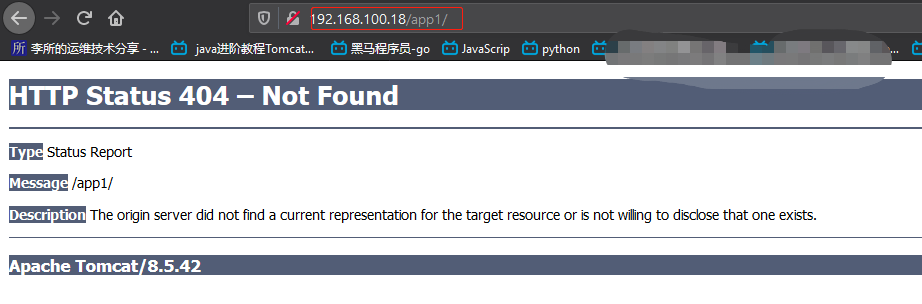 192.168.100.18/app1/
李所的运维技术分享 - ... java进阶教程Tomcat... 黑马程序员-go JavaScrip python ...
HTTP Status 404 – Not Found
Type Status Report
Message /app1/
Description The origin server did not find a current representation for the target resource or is not willing to disclose that one exists.
Apache Tomcat/8.5.42